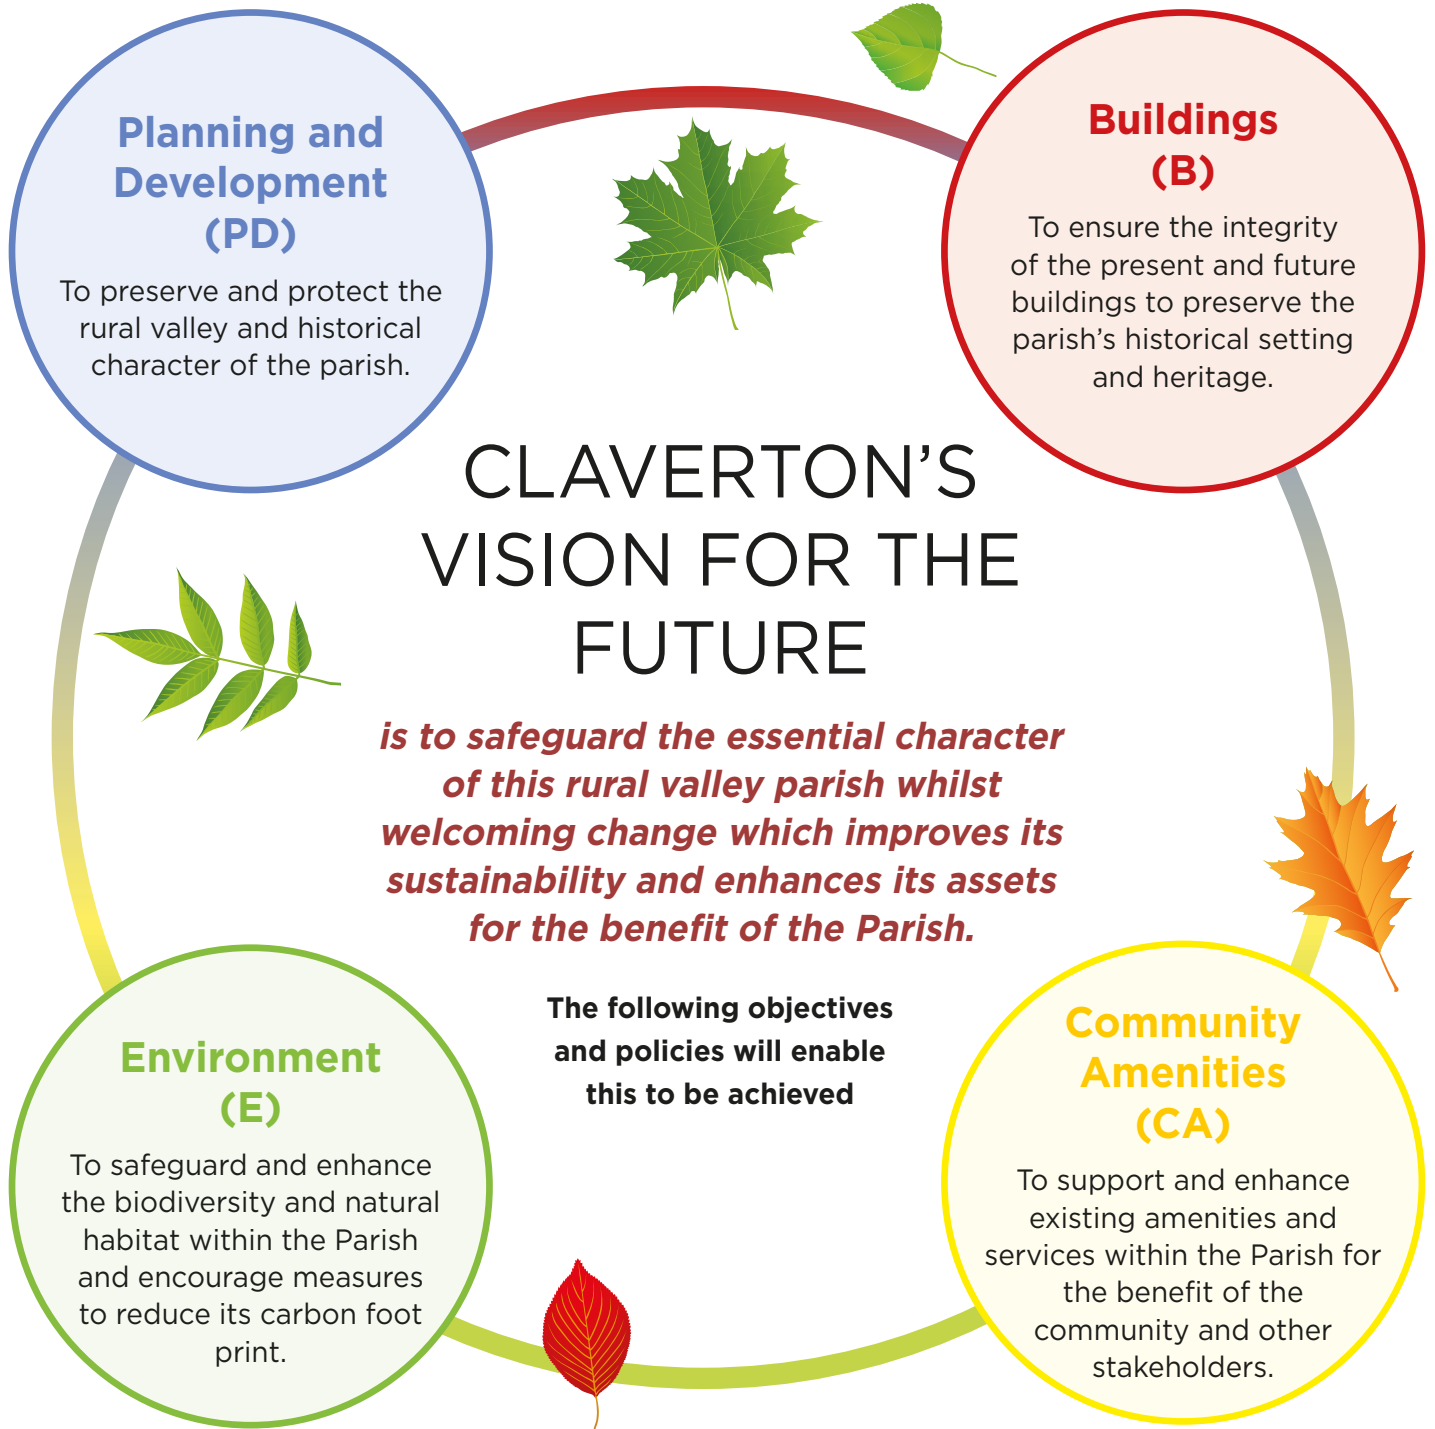 Planning and
Development
(PD)
To preserve and protect the
rural valley and historical
character of the parish.
Buildings
(B)
To ensure the integrity
of the present and future
buildings to preserve the
parish’s historical setting
and heritage.
CLAVERTON’S
VISION FOR THE
FUTURE
is to safeguard the essential character
of this rural valley parish whilst
welcoming change which improves its
sustainability and enhances its assets
for the benefit of the Parish.
The following objectives
and policies will enable
this to be achieved
Environment
(E)
To safeguard and enhance
the biodiversity and natural
habitat within the Parish
and encourage measures
to reduce its carbon foot
print.
Community
Amenities
(CA)
To support and enhance
existing amenities and
services within the Parish for
the benefit of the
community and other
stakeholders.